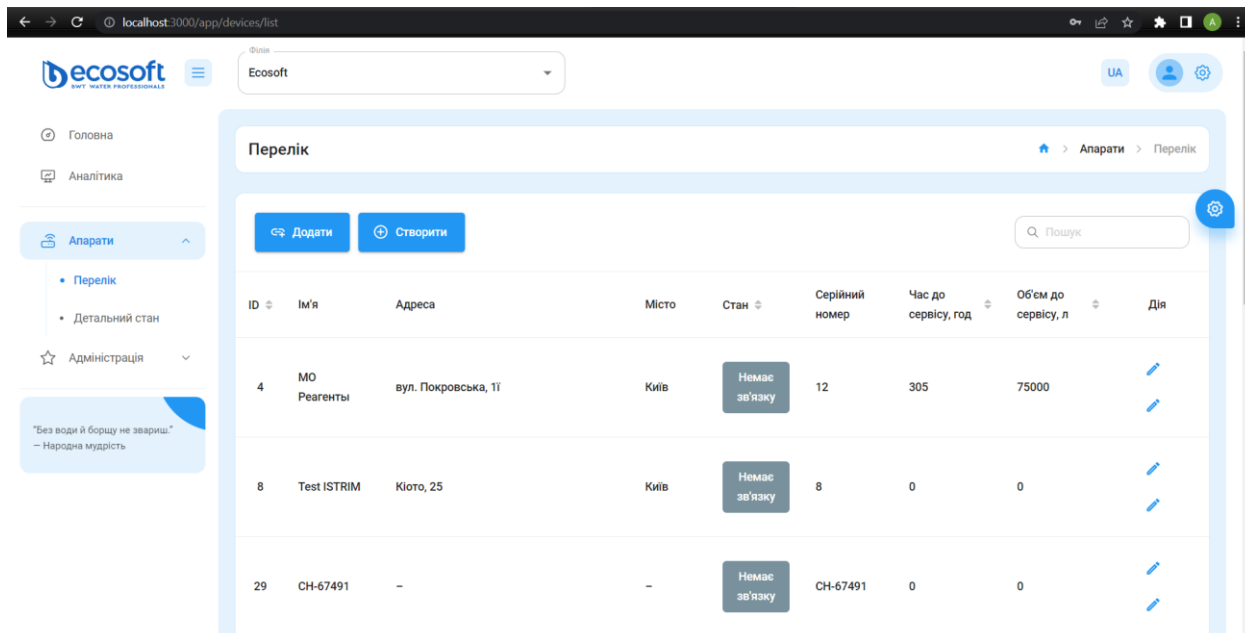 localhost:3000/app/devices/list
A
ecosoft
BWT WATER PROFESSIONALS
Філія
Ecosoft
UA
Головна
Аналітика
Апарати
Перелік
Детальний стан
Адміністрація
"Без води й борщу не звариш."
— Народна мудрість
Перелік
> Апарати > Перелік
Додати
Створити
Пошук
ID Ім'я Адреса Місто Стан Серійний номер Час до сервісу, год Об'єм до сервісу, л Дія
4 МО Реагенты вул. Покровська, 1ї Київ Немає зв'язку 12 305 75000
8 Test ISTRIM Кіото, 25 Київ Немає зв'язку 8 0 0
29 CH-67491 – – Немає зв'язку CH-67491 0 0